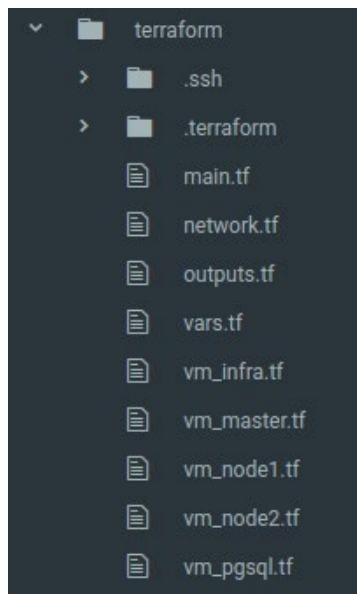 terraform
.ssh
.terraform
main.tf
network.tf
outputs.tf
vars.tf
vm_infra.tf
vm_master.tf
vm_node1.tf
vm_node2.tf
vm_pgsql.tf